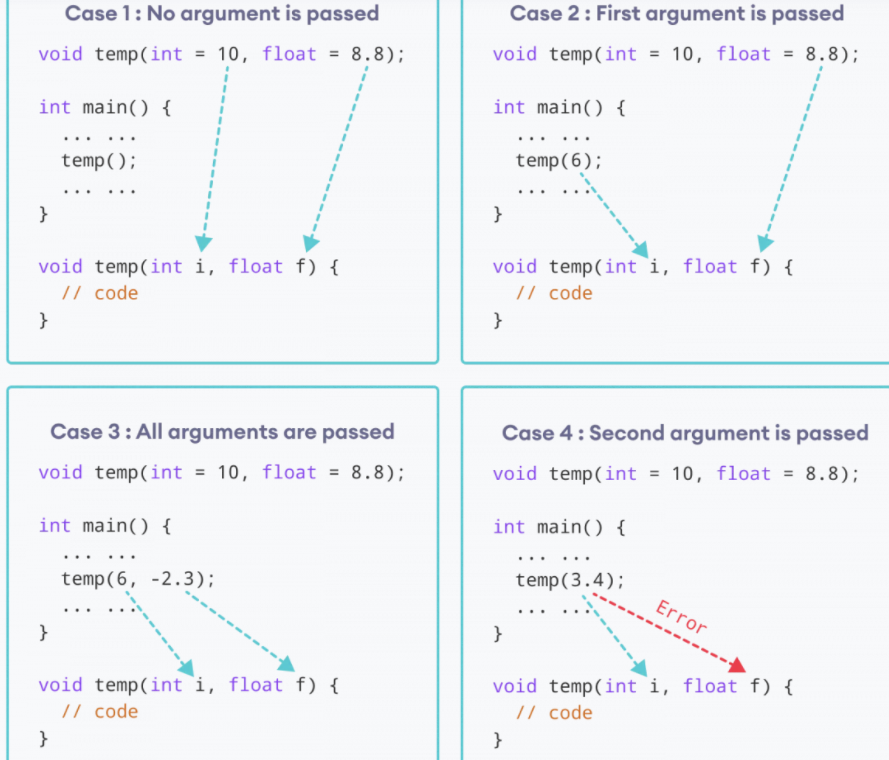 Case 1 : No argument is passed
void temp(int = 10, float = 8.8);
int main() {
... ...
temp();
... ...
}
void temp(int i, float f) {
// code
}
Case 2 : First argument is passed
void temp(int = 10, float = 8.8);
int main() {
... ...
temp(6);
... ...
}
void temp(int i, float f) {
// code
}
Case 3 : All arguments are passed
void temp(int = 10, float = 8.8);
int main() {
... ...
temp(6, -2.3);
... ...
}
void temp(int i, float f) {
// code
}
Case 4 : Second argument is passed
void temp(int = 10, float = 8.8);
int main() {
... ...
temp(3.4);
... ...
Error
}
void temp(int i, float f) {
// code
}